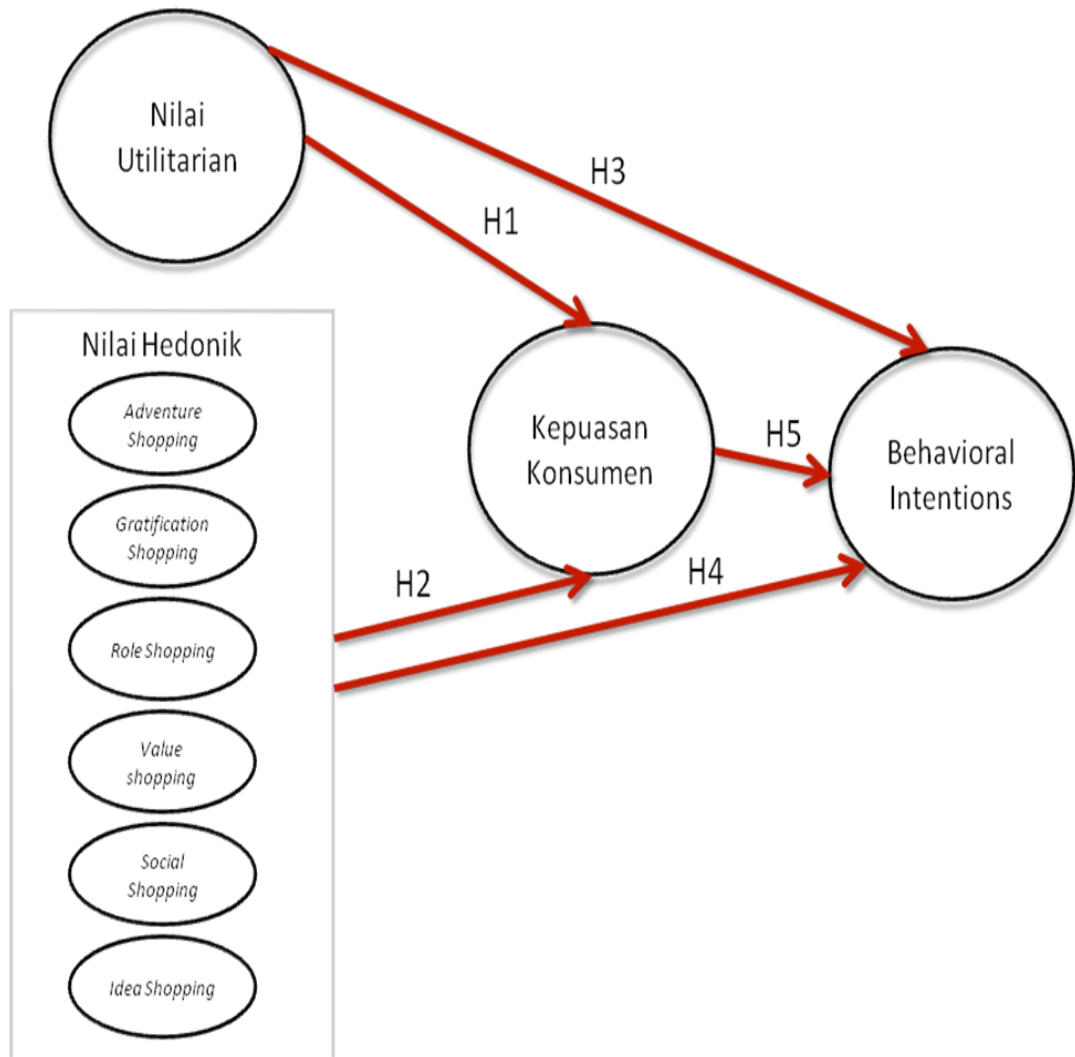 Nilai
Utilitarian
H3
H1
Nilai Hedonik
Adventure
Shopping
Gratification
Shopping
Role Shopping
Value
shopping
Social
Shopping
Idea Shopping
Kepuasan
Konsumen
H5
Behavioral
Intentions
H2
H4